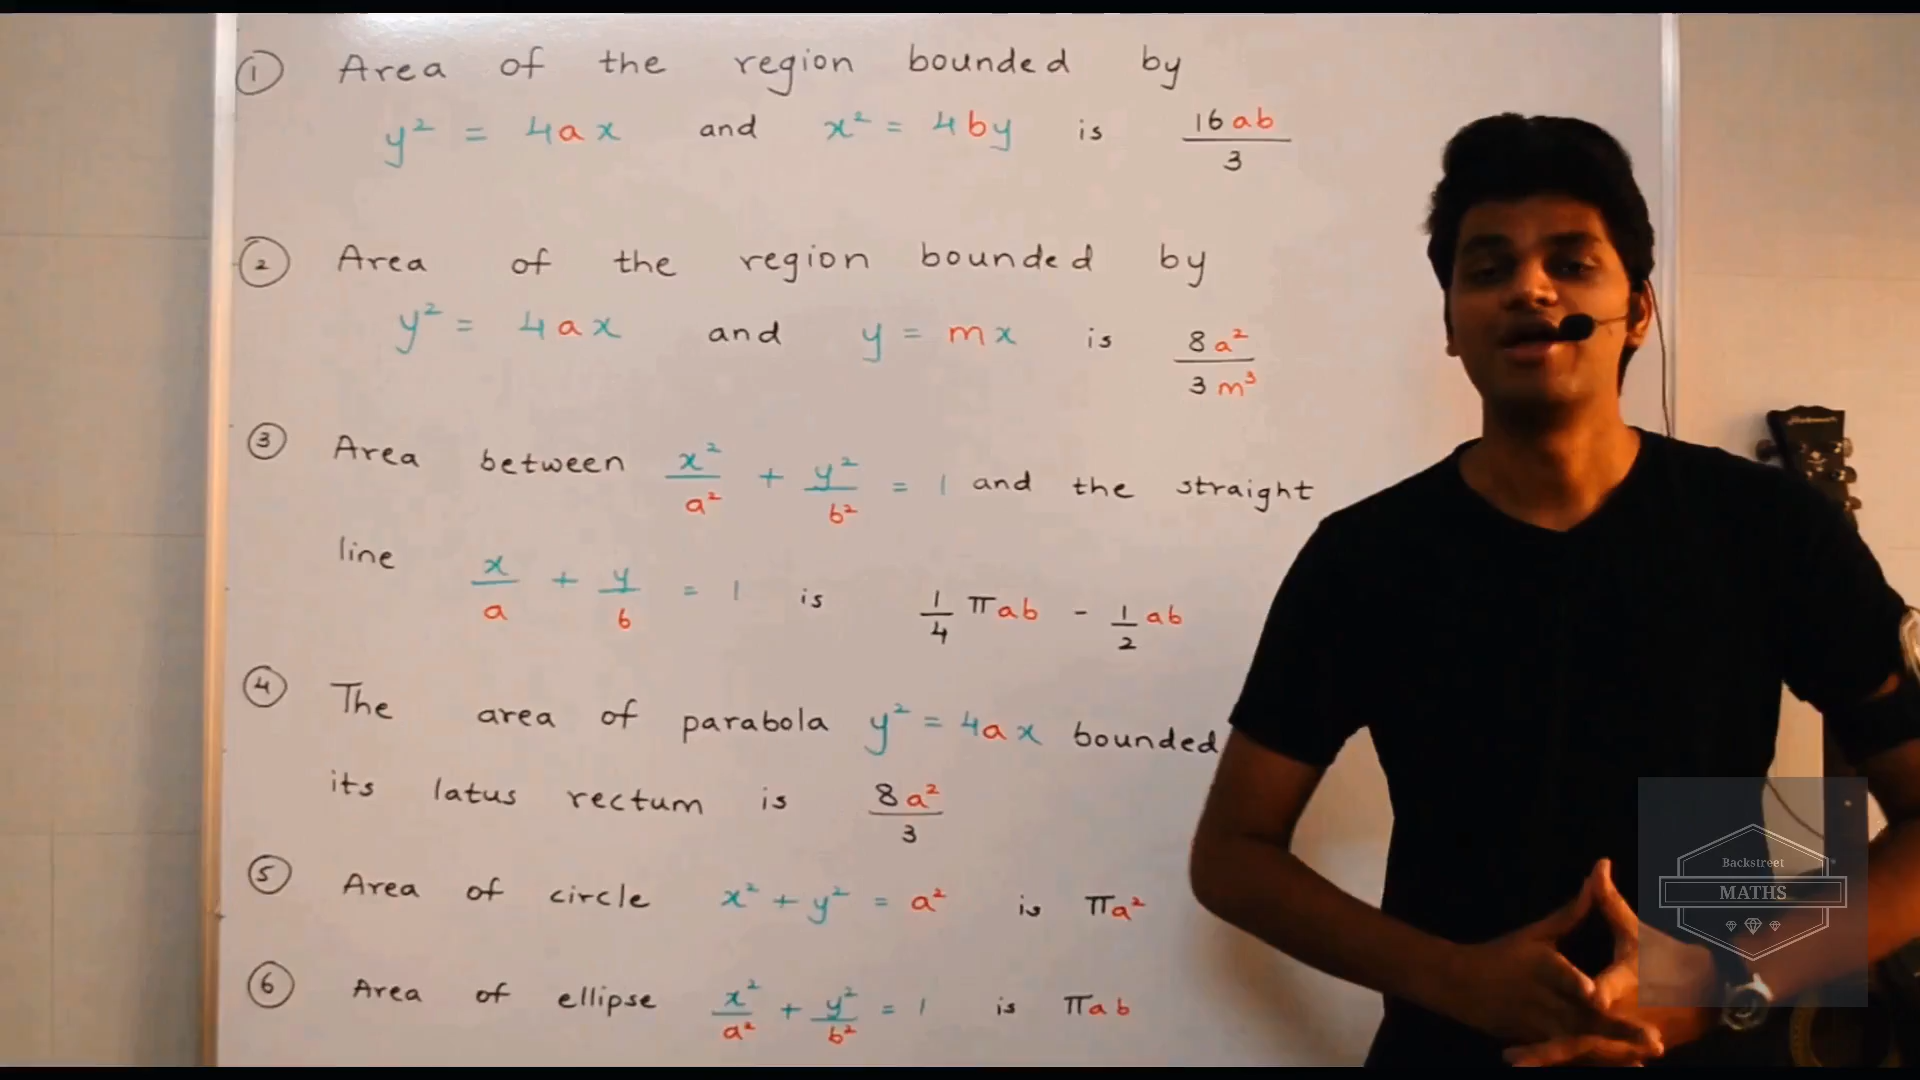 ① Area of the region bounded by
y² = 4ax and x² = 4by is 16ab/3
② Area of the region bounded by
y² = 4ax and y = mx is 8a²/3m³
③ Area between x²/a² + y²/b² = 1 and the straight
line x/a + y/b = 1 is 1/4 πab - 1/2 ab
④ The area of parabola y² = 4ax bounded
its latus rectum is 8a²/3
⑤ Area of circle x² + y² = a² is πa²
⑥ Area of ellipse x²/a² + y²/b² = 1 is πab
Backstreet
MATHS